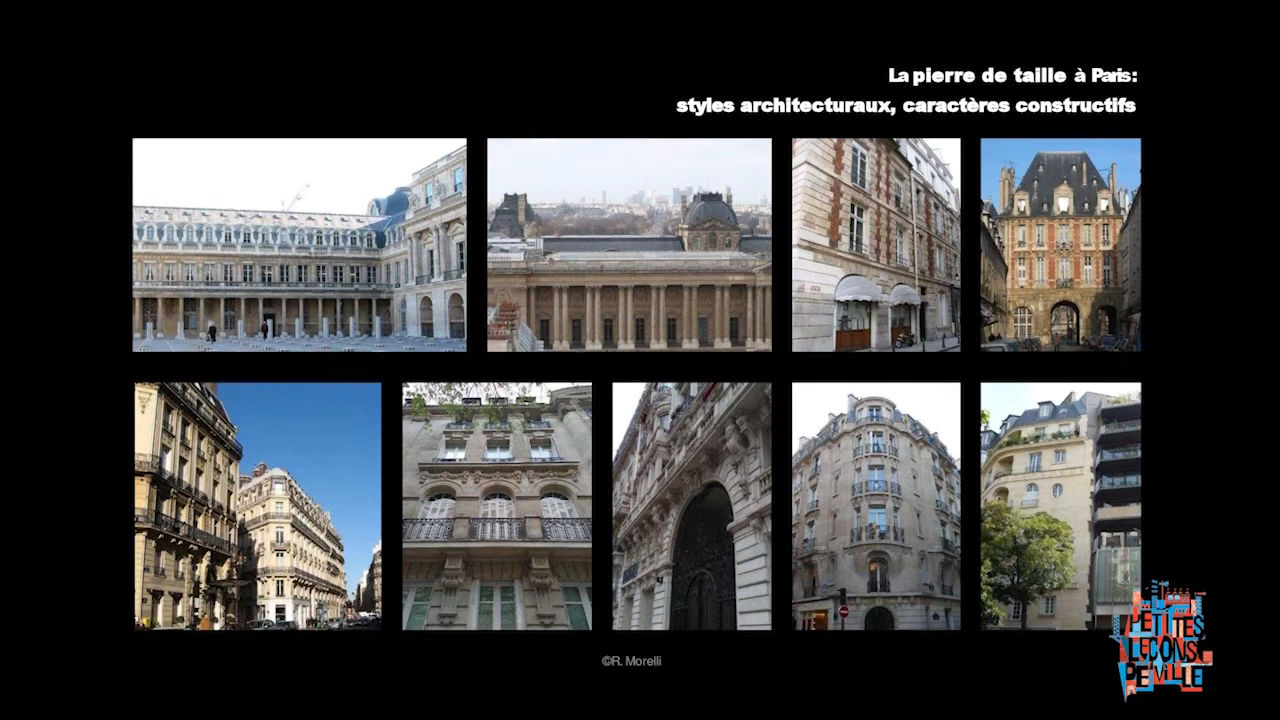 La pierre de taille à Paris:
styles architecturaux, caractères constructifs
©R. Morelli
PETITES
LEÇONS
DE VILLE